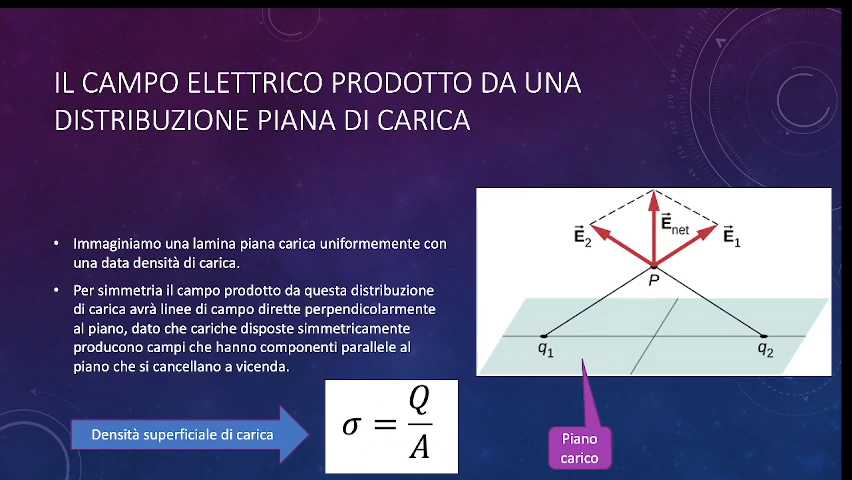 IL CAMPO ELETTRICO PRODOTTO DA UNA
DISTRIBUZIONE PIANA DI CARICA
• Immaginiamo una lamina piana carica uniformemente con
una data densità di carica.
• Per simmetria il campo prodotto da questa distribuzione
di carica avrà linee di campo dirette perpendicolarmente
al piano, dato che cariche disposte simmetricamente
producono campi che hanno componenti parallele al
piano che si cancellano a vicenda.
Densità superficiale di carica
σ = Q/A
E⃗2
E⃗net
E⃗1
P
q1
q2
Piano
carico